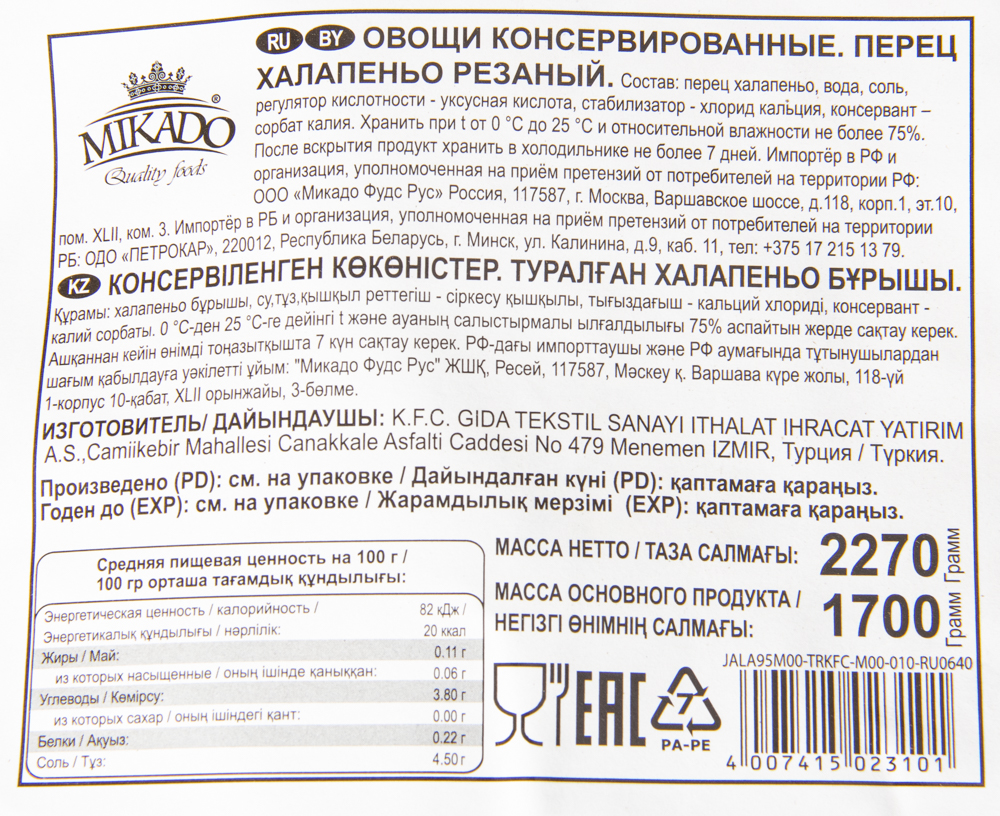 MIKADO®
Quality foods
RU BY ОВОЩИ КОНСЕРВИРОВАННЫЕ. ПЕРЕЦ
ХАЛАПЕНЬО РЕЗАНЫЙ. Состав: перец халапеньо, вода, соль,
регулятор кислотности - уксусная кислота, стабилизатор - хлорид кальция, консервант –
сорбат калия. Хранить при t от 0 °С до 25 °С и относительной влажности не более 75%.
После вскрытия продукт хранить в холодильнике не более 7 дней. Импортёр в РФ и
организация, уполномоченная на приём претензий от потребителей на территории РФ:
ООО «Микадо Фудс Рус» Россия, 117587, г. Москва, Варшавское шоссе, д.118, корп.1, эт.10,
пом. XLII, ком. 3. Импортёр в РБ и организация, уполномоченная на приём претензий от потребителей на территории
РБ: ОДО «ПЕТРОКАР», 220012, Республика Беларусь, г. Минск, ул. Калинина, д.9, каб. 11, тел: +375 17 215 13 79.
KZ КОНСЕРВІЛЕНГЕН КӨКӨНІСТЕР. ТУРАЛҒАН ХАЛАПЕНЬО БҰРЫШЫ.
Құрамы: халапеньо бұрышы, су,тұз,қышқыл реттегіш - сіркесу қышқылы, тығыздағыш - кальций хлориді, консервант -
калий сорбаты. 0 °С-ден 25 °С-ге дейінгі t және ауаның салыстырмалы ылғалдылығы 75% аспайтын жерде сақтау керек.
Ашқаннан кейін өнімді тоңазытқышта 7 күн сақтау керек. РФ-дағы импорттаушы және РФ аумағында тұтынушылардан
шағым қабылдауға уәкілетті ұйым: "Микадо Фудс Рус" ЖШҚ, Ресей, 117587, Мәскеу қ. Варшава күре жолы, 118-үй
1-корпус 10-қабат, XLII орынжайы, 3-бөлме.
ИЗГОТОВИТЕЛЬ/ ДАЙЫНДАУШЫ: K.F.C. GIDA TEKSTIL SANAYI ITHALAT IHRACAT YATIRIM
A.S.,Camiikebir Mahallesi Canakkale Asfalti Caddesi No 479 Menemen IZMIR, Турция / Түркия.
Произведено (PD): см. на упаковке / Дайындалған күні (PD): қаптамаға қараңыз.
Годен до (EXP): см. на упаковке / Жарамдылық мерзімі (EXP): қаптамаға қараңыз.
Средняя пищевая ценность на 100 г /
100 гр орташа тағамдық құндылығы:
Энергетическая ценность / калорийность / 82 кДж /
Энергетикалық құндылығы / нәрлілік: 20 ккал
Жиры / Май: 0.11 г
из которых насыщенные / оның ішінде қаныққан: 0.06 г
Углеводы / Көмірсу: 3.80 г
из которых сахар / оның ішіндегі қант: 0.00 г
Белки / Ақуыз: 0.22 г
Соль / Тұз: 4.50 г
МАССА НЕТТО / ТАЗА САЛМАҒЫ: 2270 Грамм
МАССА ОСНОВНОГО ПРОДУКТА /
НЕГІЗГІ ӨНІМНІҢ САЛМАҒЫ: 1700 Грамм
JALA95M00-TRKFC-M00-010-RU0640
EAC
7
PA-PE
4 007415 023101